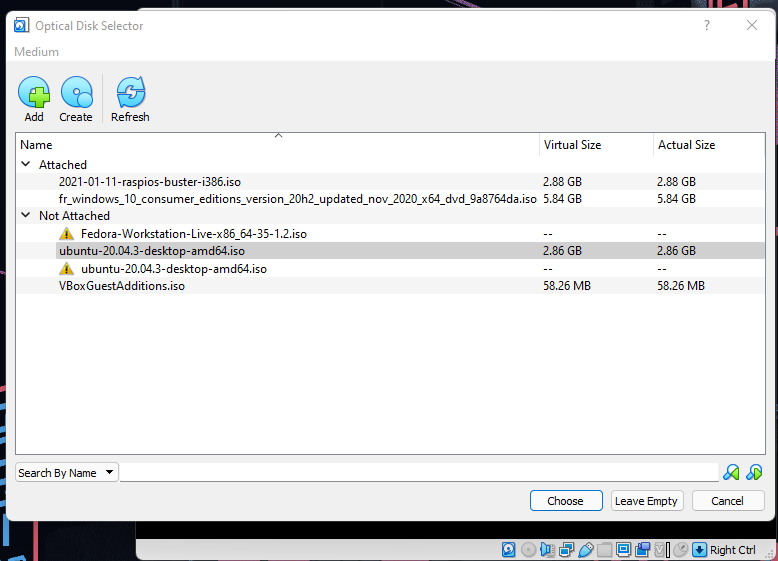 Optical Disk Selector ?
Medium
Add Create Refresh
Name Virtual Size Actual Size
Attached
2021-01-11-raspios-buster-i386.iso 2.88 GB 2.88 GB
fr_windows_10_consumer_editions_version_20h2_updated_nov_2020_x64_dvd_9a8764da.iso 5.84 GB 5.84 GB
Not Attached
Fedora-Workstation-Live-x86_64-35-1.2.iso -- --
ubuntu-20.04.3-desktop-amd64.iso 2.86 GB 2.86 GB
ubuntu-20.04.3-desktop-amd64.iso -- --
VBoxGuestAdditions.iso 58.26 MB 58.26 MB
Search By Name
Choose Leave Empty Cancel
Right Ctrl